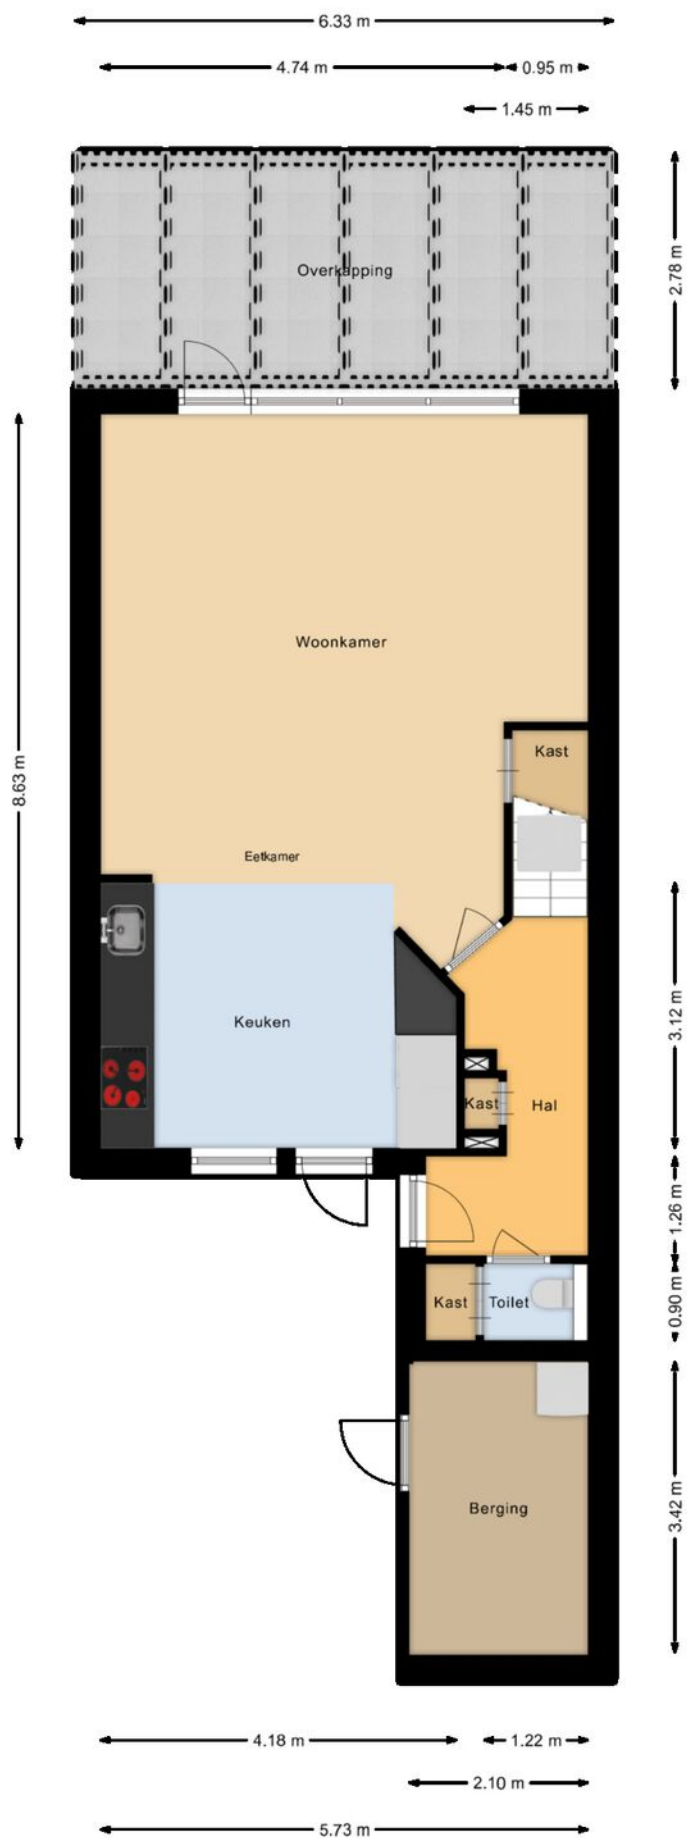 6.33 m
4.74 m
0.95 m
1.45 m
Overkapping
2.78 m
Woonkamer
Kast
8.63 m
Eetkamer
Keuken
3.12 m
Kast
Hal
1.26 m
Kast
Toilet
0.90 m
Berging
3.42 m
4.18 m
1.22 m
2.10 m
5.73 m